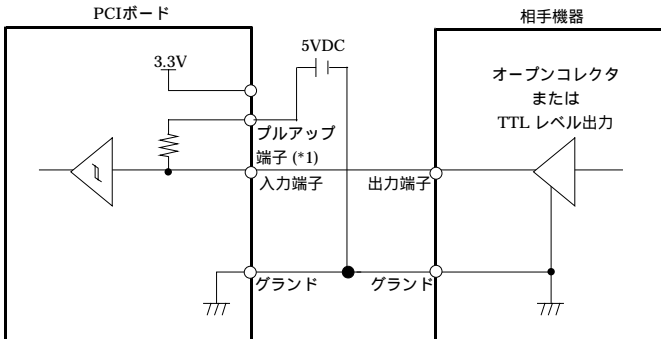 PCIボード
相手機器
5VDC
3.3V
オープンコレクタ
または
TTL レベル出力
プルアップ
端子 (*1)
入力端子
出力端子
グランド
グランド